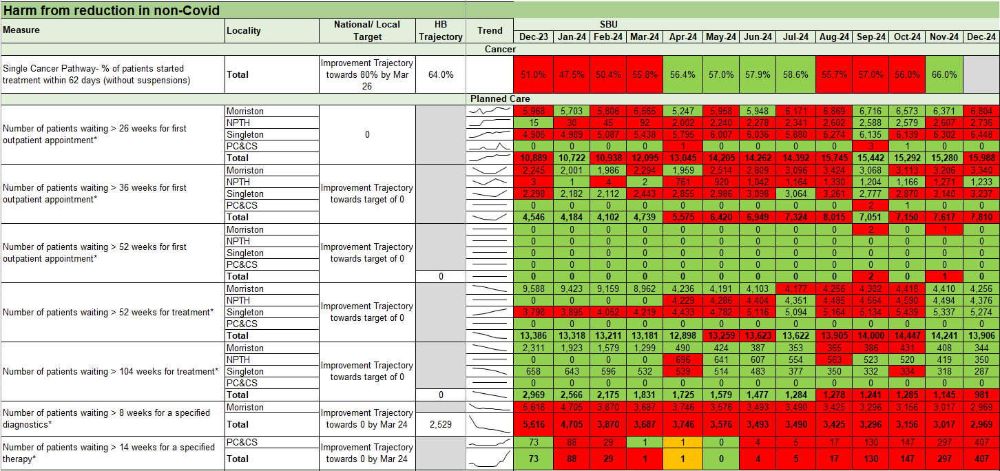 Harm from reduction in non-Covid
Measure Locality National/ Local Target HB Trajectory Trend SBU
Dec-23 Jan-24 Feb-24 Mar-24 Apr-24 May-24 Jun-24 Jul-24 Aug-24 Sep-24 Oct-24 Nov-24 Dec-24
Cancer
Single Cancer Pathway- % of patients started treatment within 62 days (without suspensions) Total Improvement Trajectory towards 80% by Mar 26 64.0% 51.0% 47.5% 50.4% 55.8% 56.4% 57.0% 57.9% 58.6% 55.7% 57.0% 56.0% 66.0%
Planned Care
Number of patients waiting > 26 weeks for first outpatient appointment* 0
Morriston 5,968 5,703 5,806 6,565 5,247 5,958 5,948 6,171 6,869 6,716 6,573 6,371 6,804
NPTH 15 30 45 92 2,002 2,240 2,278 2,341 2,602 2,588 2,579 2,607 2,736
Singleton 4,906 4,989 5,087 5,438 5,795 6,007 6,036 5,880 6,274 6,135 6,139 6,302 6,448
PC&CS 0 0 0 0 1 0 0 0 0 3 1 0 0
Total 10,889 10,722 10,938 12,095 13,045 14,205 14,262 14,392 15,745 15,442 15,292 15,280 15,988
Number of patients waiting > 36 weeks for first outpatient appointment* Improvement Trajectory towards target of 0
Morriston 2,245 2,001 1,986 2,294 1,959 2,514 2,809 3,096 3,424 3,068 3,113 3,206 3,340
NPTH 3 1 4 2 761 920 1,042 1,164 1,330 1,204 1,166 1,271 1,233
Singleton 2,298 2,182 2,112 2,443 2,855 2,986 3,098 3,064 3,261 2,777 2,870 3,140 3,237
PC&CS 0 0 0 0 0 0 0 0 0 2 1 0 0
Total 4,546 4,184 4,102 4,739 5,575 6,420 6,949 7,324 8,015 7,051 7,150 7,617 7,810
Number of patients waiting > 52 weeks for first outpatient appointment* Improvement Trajectory towards target of 0
Morriston 0 0 0 0 0 0 0 0 0 2 0 1 0
NPTH 0 0 0 0 0 0 0 0 0 0 0 0 0
Singleton 0 0 0 0 0 0 0 0 0 0 0 0 0
PC&CS 0 0 0 0 0 0 0 0 0 0 0 0 0
Total 0 0 0 0 0 0 0 0 0 0 2 0 1 0
Number of patients waiting > 52 weeks for treatment* Improvement Trajectory towards target of 0
Morriston 9,588 9,423 9,159 8,962 4,236 4,191 4,103 4,177 4,256 4,302 4,418 4,410 4,256
NPTH 0 0 0 0 4,229 4,286 4,404 4,351 4,485 4,564 4,590 4,494 4,376
Singleton 3,798 3,895 4,052 4,219 4,433 4,782 5,116 5,094 5,164 5,134 5,439 5,337 5,274
PC&CS 0 0 0 0 0 0 0 0 0 0 0 0 0
Total 13,386 13,318 13,211 13,181 12,898 13,259 13,623 13,622 13,905 14,000 14,447 14,241 13,906
Number of patients waiting > 104 weeks for treatment* Improvement Trajectory towards target of 0
Morriston 2,311 1,923 1,579 1,299 490 424 387 353 365 386 431 408 344
NPTH 0 0 0 0 696 641 607 554 563 523 520 419 350
Singleton 658 643 596 532 539 514 483 377 350 332 334 318 287
PC&CS 0 0 0 0 0 0 0 0 0 0 0 0 0
Total 0 2,969 2,566 2,175 1,831 1,725 1,579 1,477 1,284 1,278 1,241 1,285 1,145 981
Number of patients waiting > 8 weeks for a specified diagnostics* Improvement Trajectory towards 0 by Mar 24
Morriston 5,616 4,705 3,870 3,687 3,746 3,576 3,493 3,490 3,425 3,296 3,156 3,017 2,969
Total 2,529 5,616 4,705 3,870 3,687 3,746 3,576 3,493 3,490 3,425 3,296 3,156 3,017 2,969
Number of patients waiting > 14 weeks for a specified therapy* Improvement Trajectory towards 0 by Mar 24
PC&CS 73 88 29 1 1 0 4 5 17 130 147 297 407
Total 73 88 29 1 1 0 4 5 17 130 147 297 407